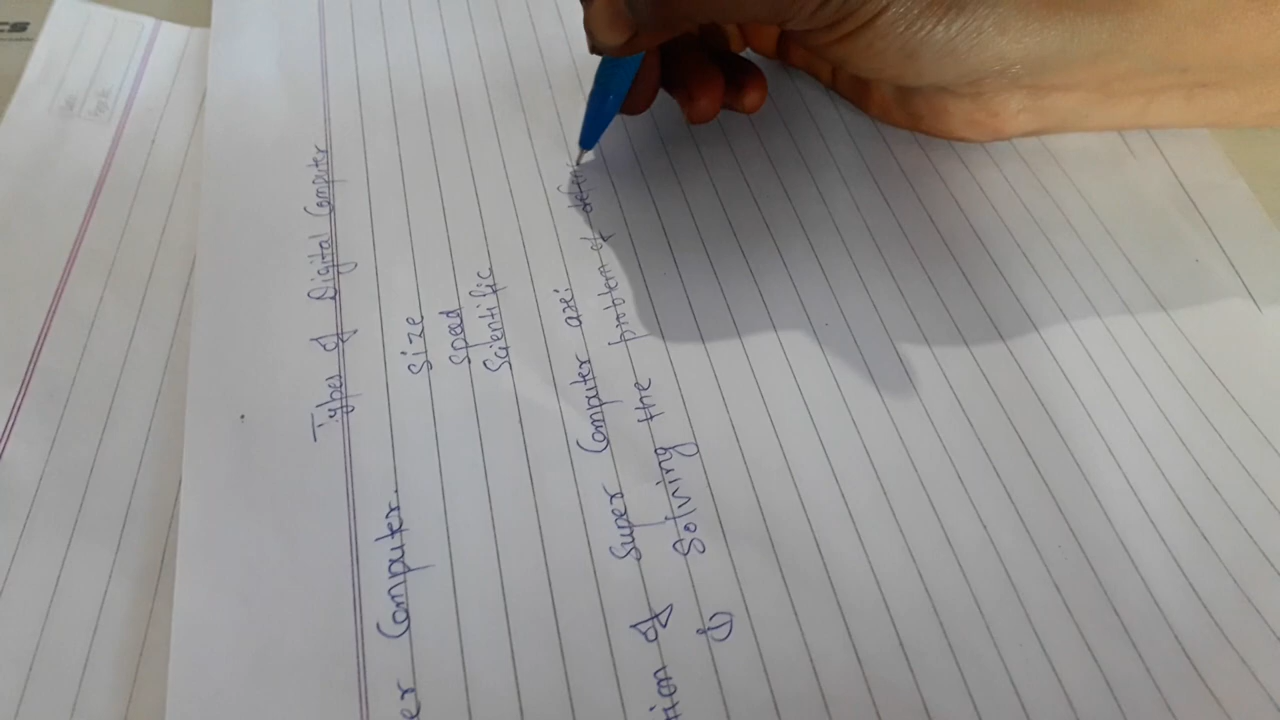 Types of Digital Computer
er Computer.
Size
Speed
Scientific
tion of Super Computer are:
(i) Solving the problem of